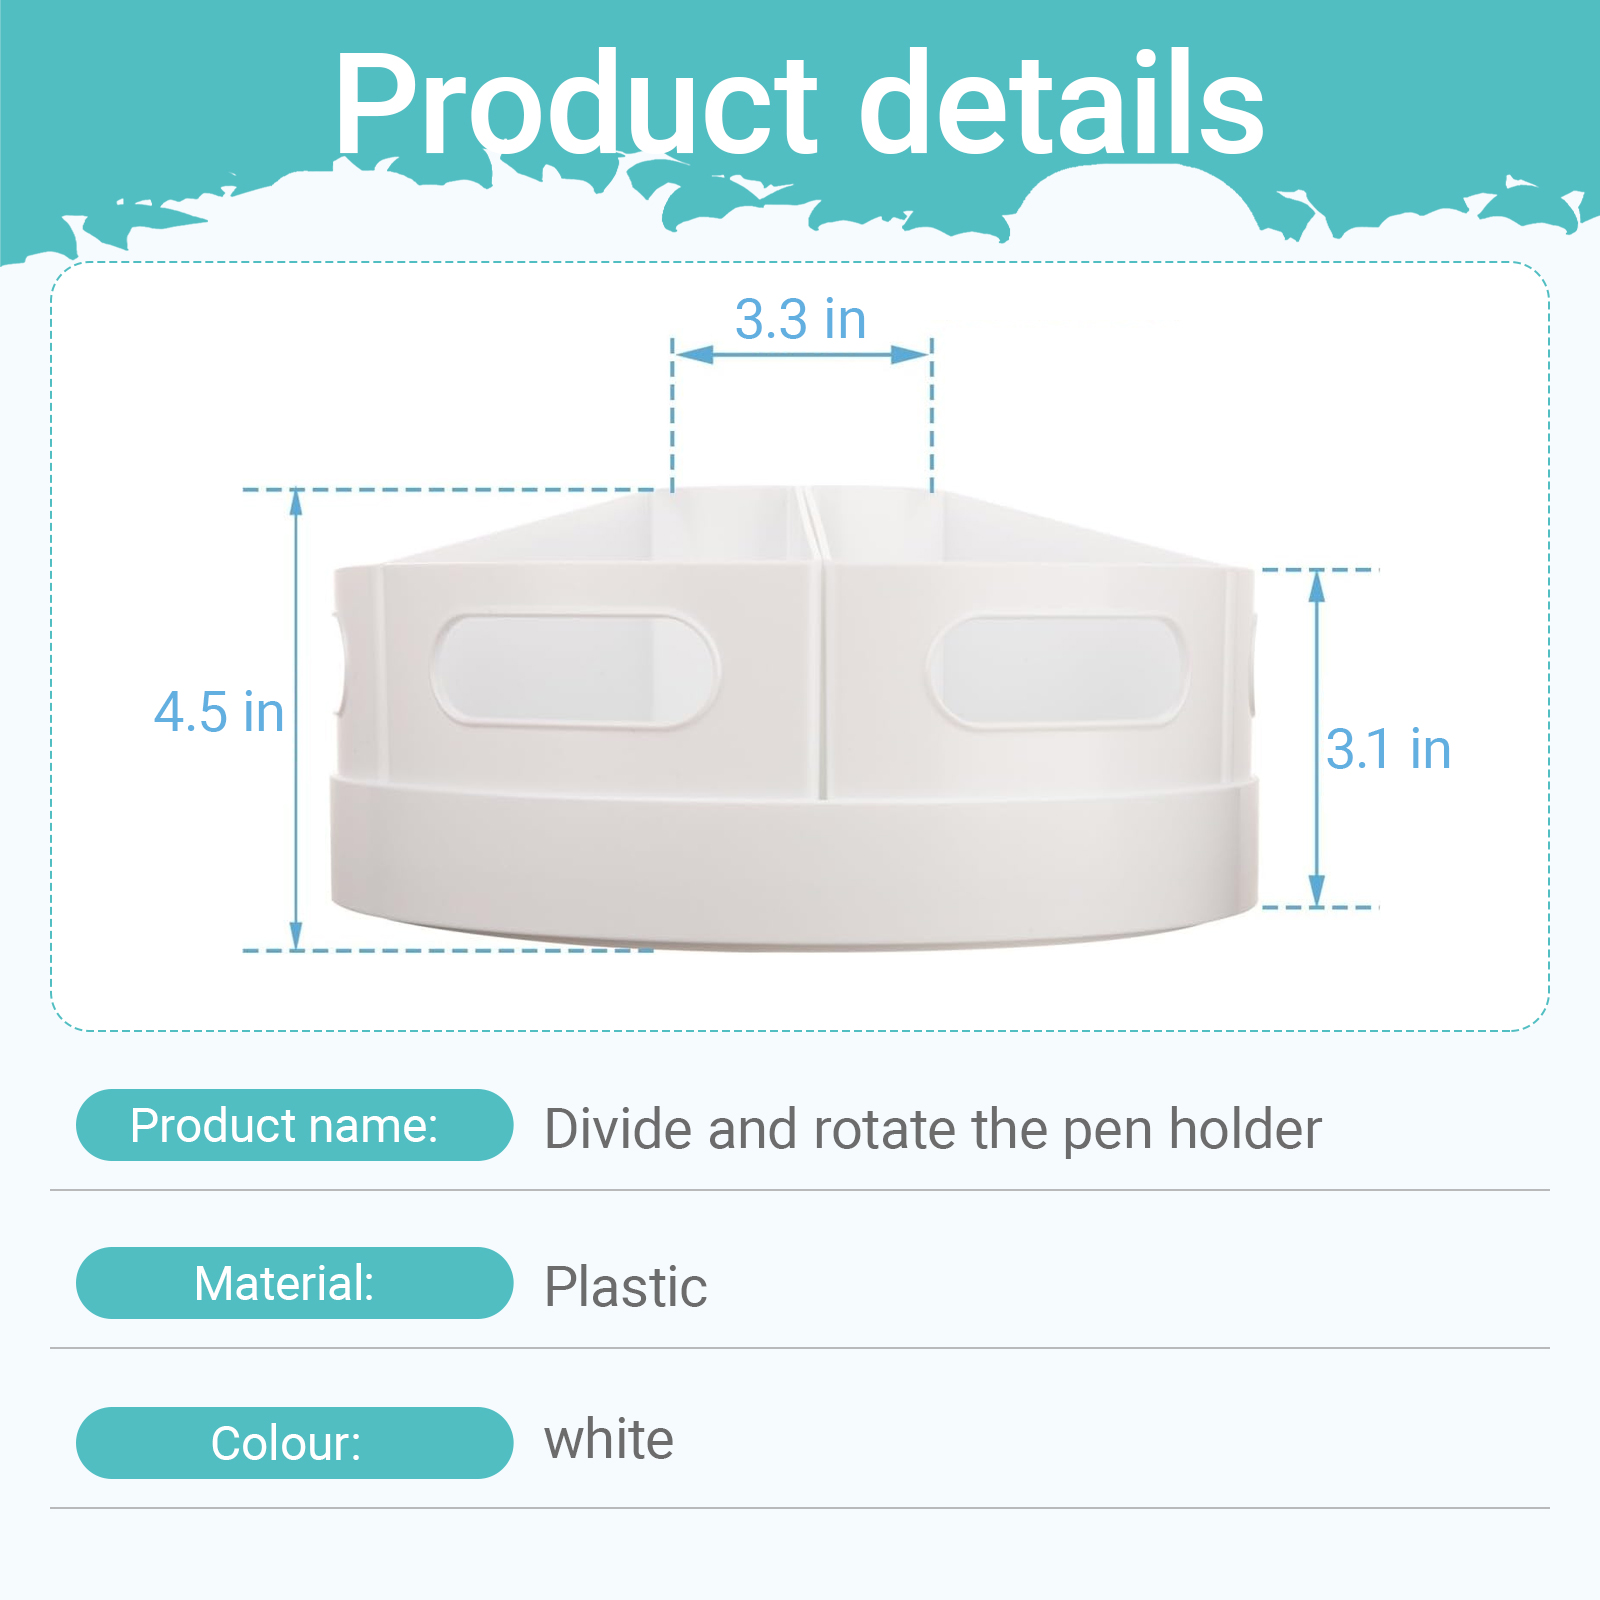 Product details
3.3 in
4.5 in
3.1 in
Product name: Divide and rotate the pen holder
Material: Plastic
Colour: white